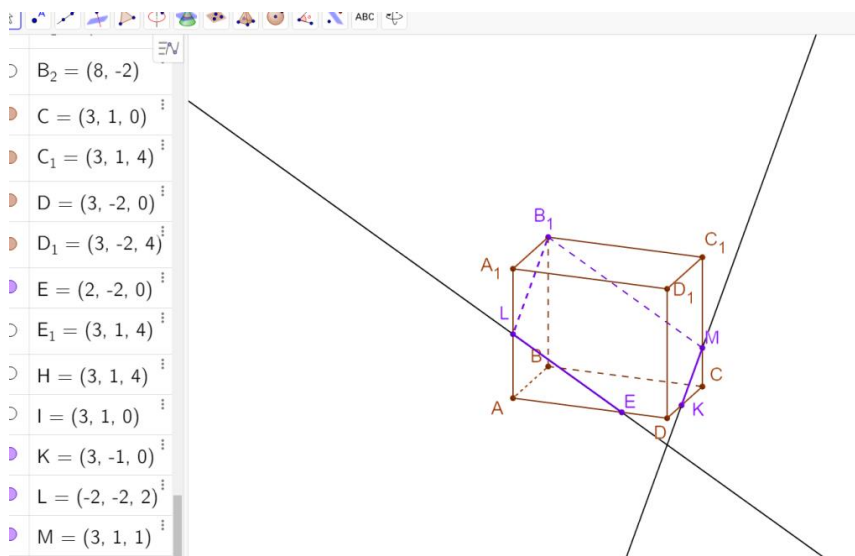 ABC
B₂ = (8, -2)
C = (3, 1, 0)
C₁ = (3, 1, 4)
D = (3, -2, 0)
D₁ = (3, -2, 4)
E = (2, -2, 0)
E₁ = (3, 1, 4)
H = (3, 1, 4)
I = (3, 1, 0)
K = (3, -1, 0)
L = (-2, -2, 2)
M = (3, 1, 1)
B₁
C₁
A₁
D₁
L
M
B
C
A
E
K
D